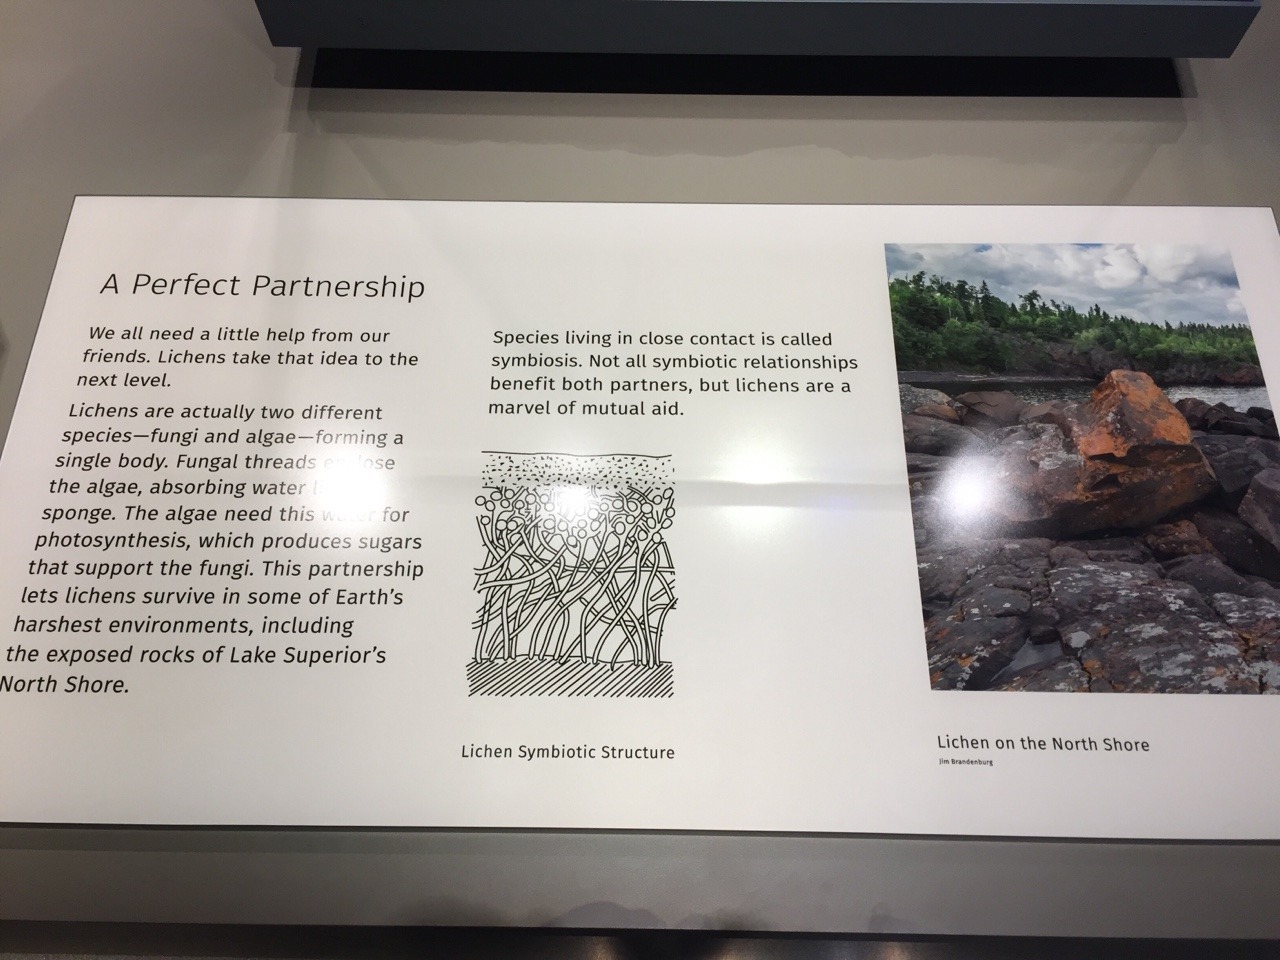 A Perfect Partnership
We all need a little help from our
friends. Lichens take that idea to the
next level.
Lichens are actually two different
species—fungi and algae—forming a
single body. Fungal threads enclose
the algae, absorbing water
sponge. The algae need this water for
photosynthesis, which produces sugars
that support the fungi. This partnership
lets lichens survive in some of Earth's
harshest environments, including
the exposed rocks of Lake Superior's
North Shore.
Species living in close contact is called
symbiosis. Not all symbiotic relationships
benefit both partners, but lichens are a
marvel of mutual aid.
Lichen Symbiotic Structure
Lichen on the North Shore
Jim Brandenburg